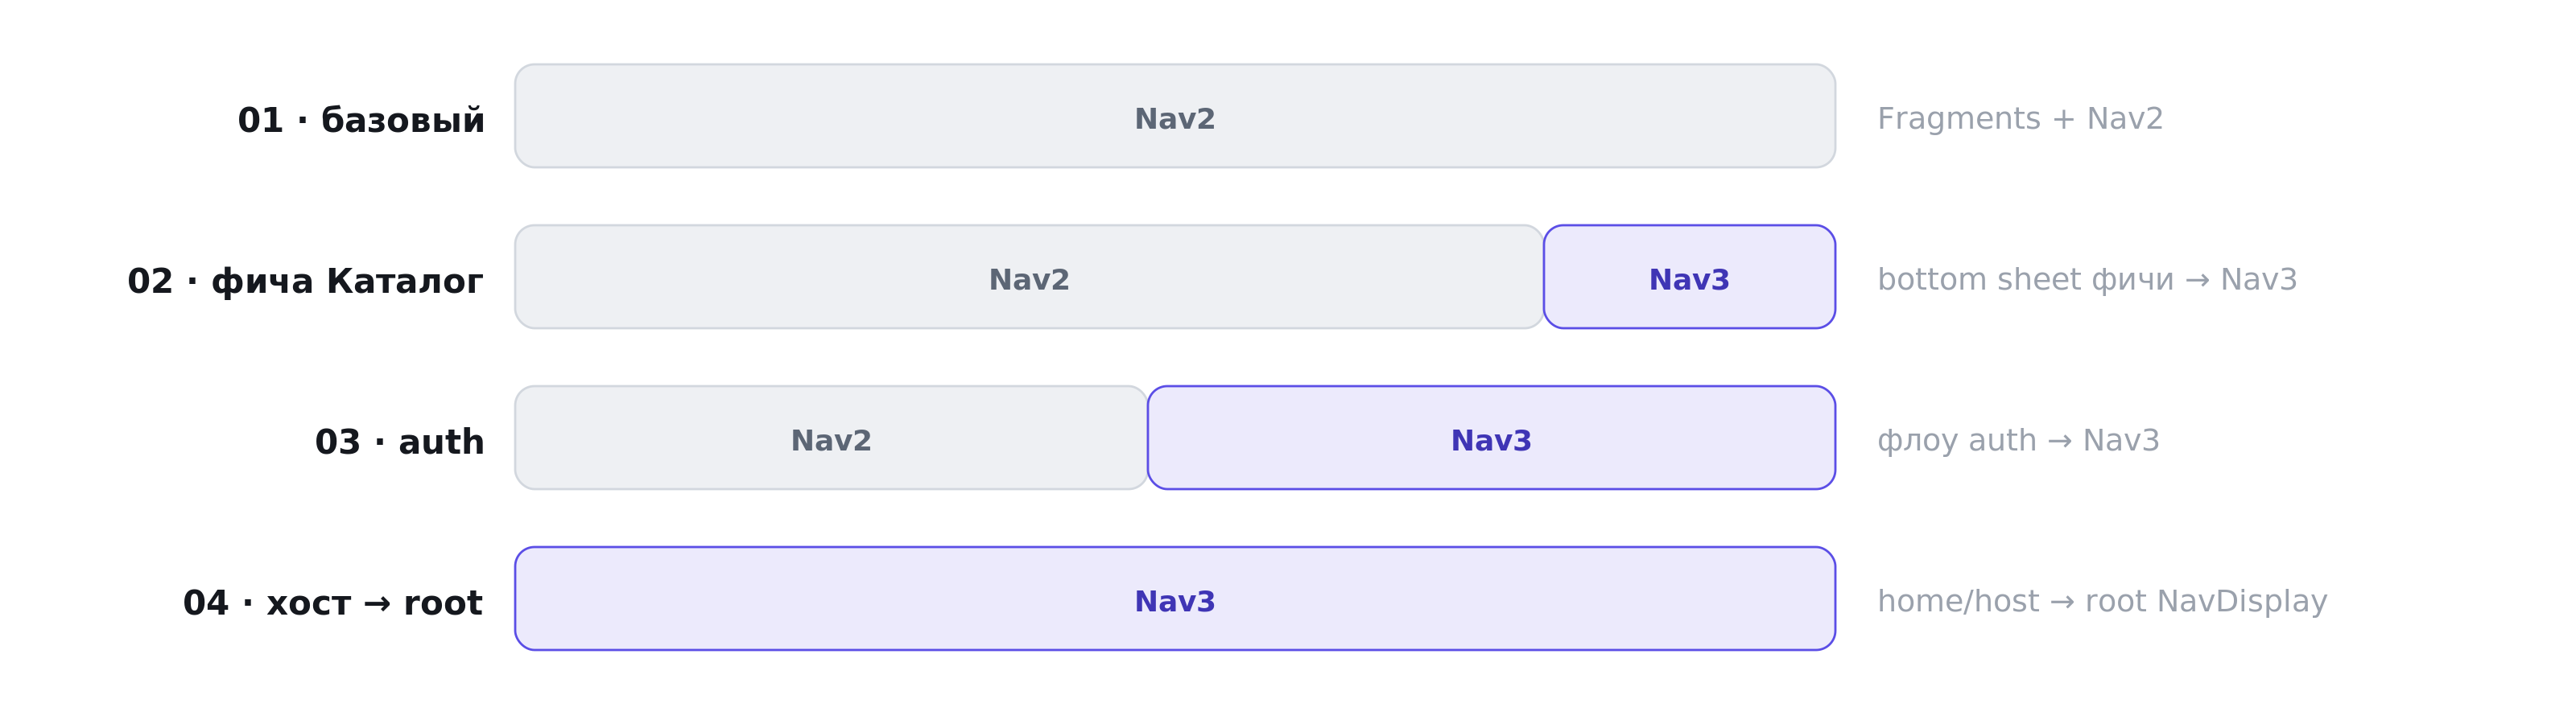 01 · базовый Nav2 Fragments + Nav2
02 · фича Каталог Nav2 Nav3 bottom sheet фичи → Nav3
03 · auth Nav2 Nav3 флоу auth → Nav3
04 · хост → root Nav3 home/host → root NavDisplay